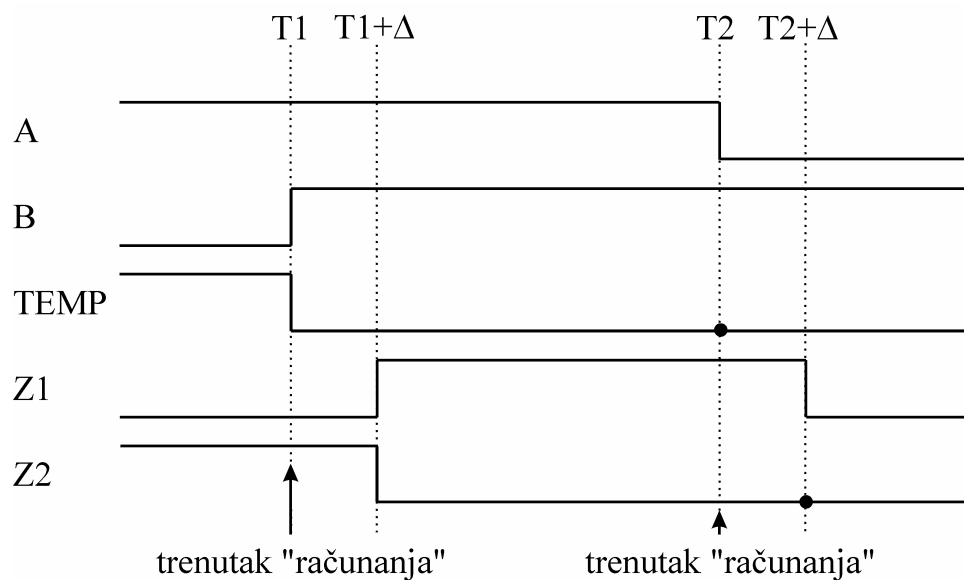 T1 T1+Δ T2 T2+Δ
A
B
TEMP
Z1
Z2
trenutak "računanja" trenutak "računanja"